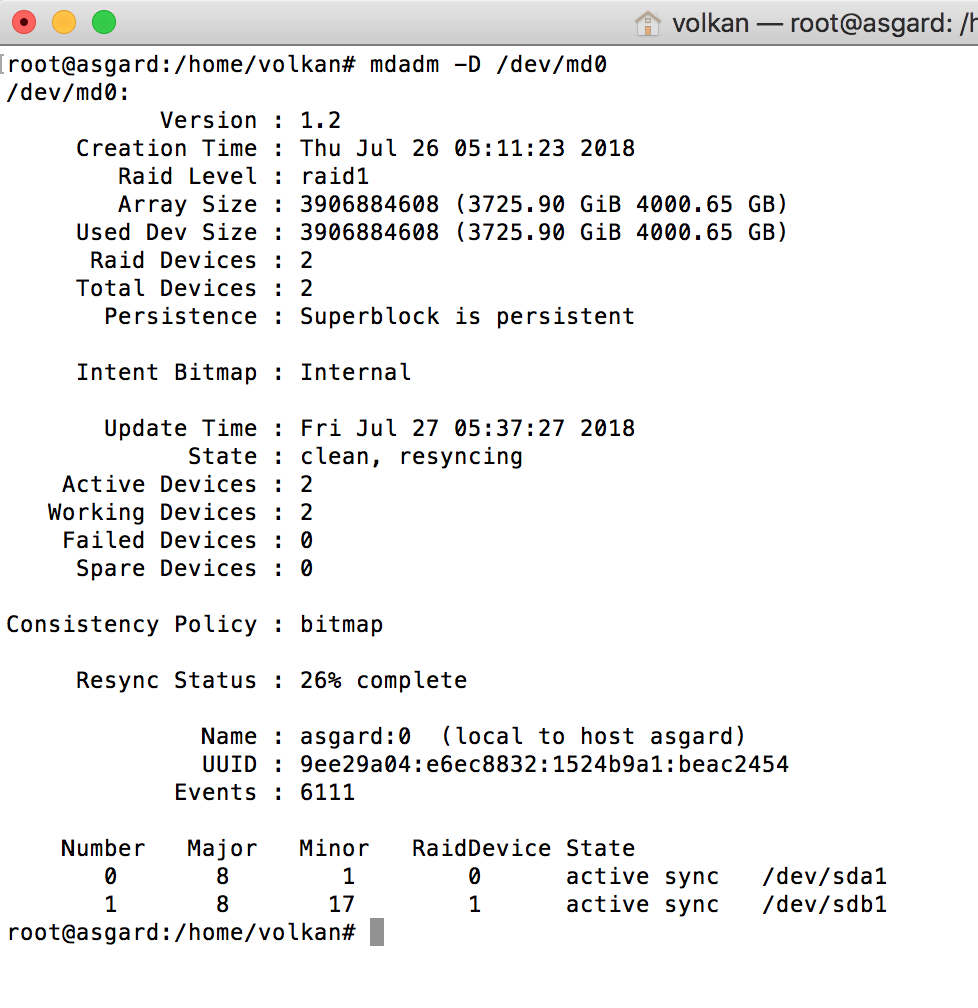 volkan — root@asgard: /h
root@asgard:/home/volkan# mdadm -D /dev/md0
/dev/md0:
Version : 1.2
Creation Time : Thu Jul 26 05:11:23 2018
Raid Level : raid1
Array Size : 3906884608 (3725.90 GiB 4000.65 GB)
Used Dev Size : 3906884608 (3725.90 GiB 4000.65 GB)
Raid Devices : 2
Total Devices : 2
Persistence : Superblock is persistent
Intent Bitmap : Internal
Update Time : Fri Jul 27 05:37:27 2018
State : clean, resyncing
Active Devices : 2
Working Devices : 2
Failed Devices : 0
Spare Devices : 0
Consistency Policy : bitmap
Resync Status : 26% complete
Name : asgard:0  (local to host asgard)
UUID : 9ee29a04:e6ec8832:1524b9a1:beac2454
Events : 6111
Number   Major   Minor   RaidDevice State
0       8        1        0      active sync   /dev/sda1
1       8       17        1      active sync   /dev/sdb1
root@asgard:/home/volkan#